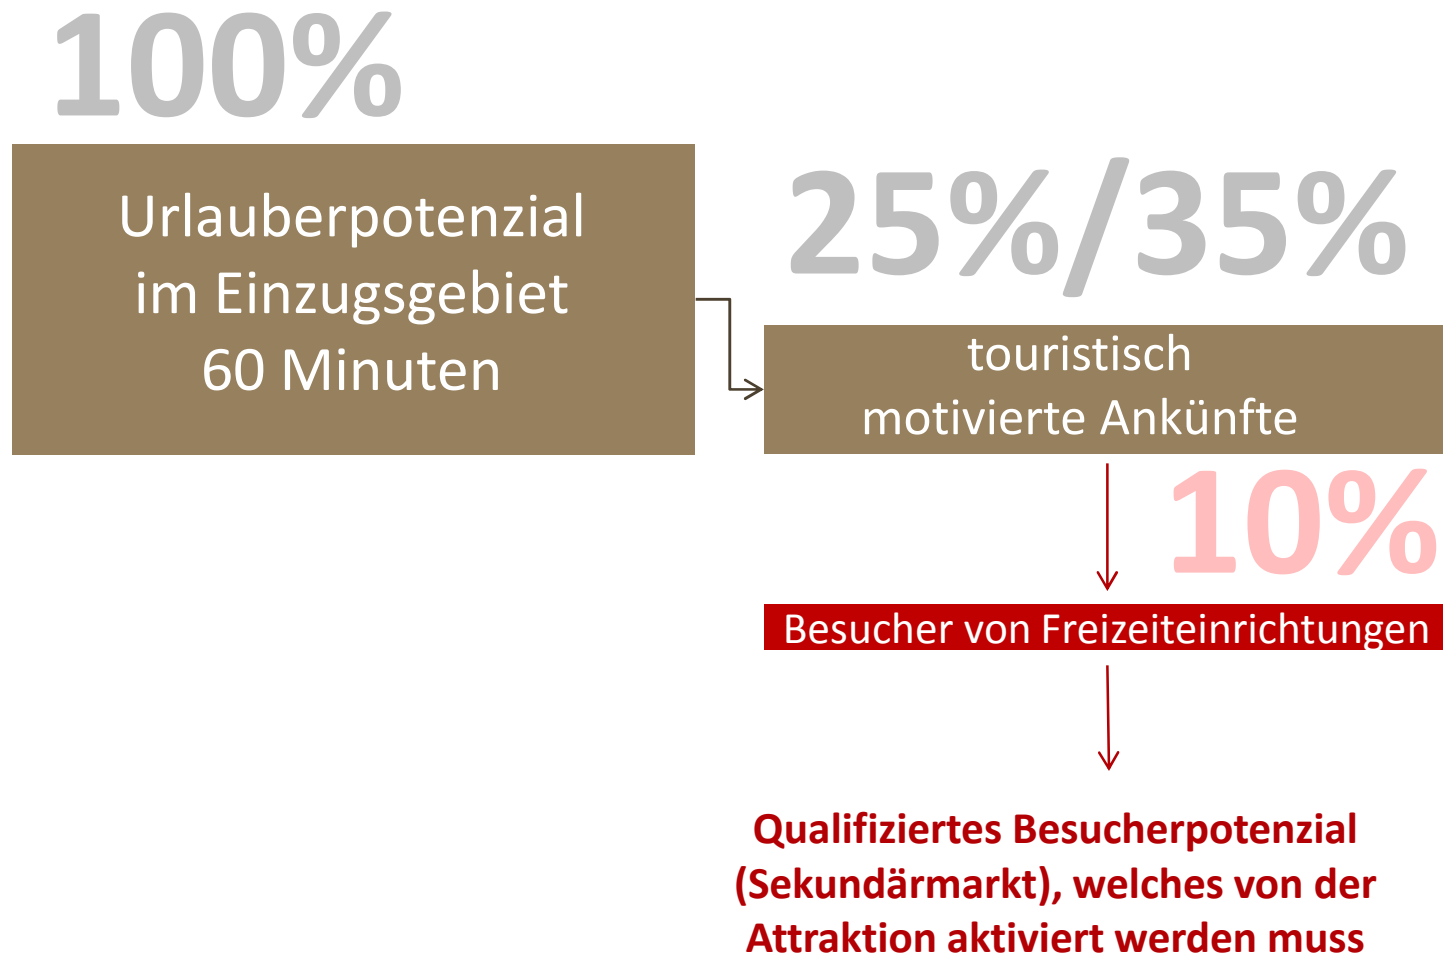 100%
Urlauberpotenzial
im Einzugsgebiet
60 Minuten
25%/35%
touristisch
motivierte Ankünfte
10%
Besucher von Freizeiteinrichtungen
Qualifiziertes Besucherpotenzial
(Sekundärmarkt), welches von der
Attraktion aktiviert werden muss